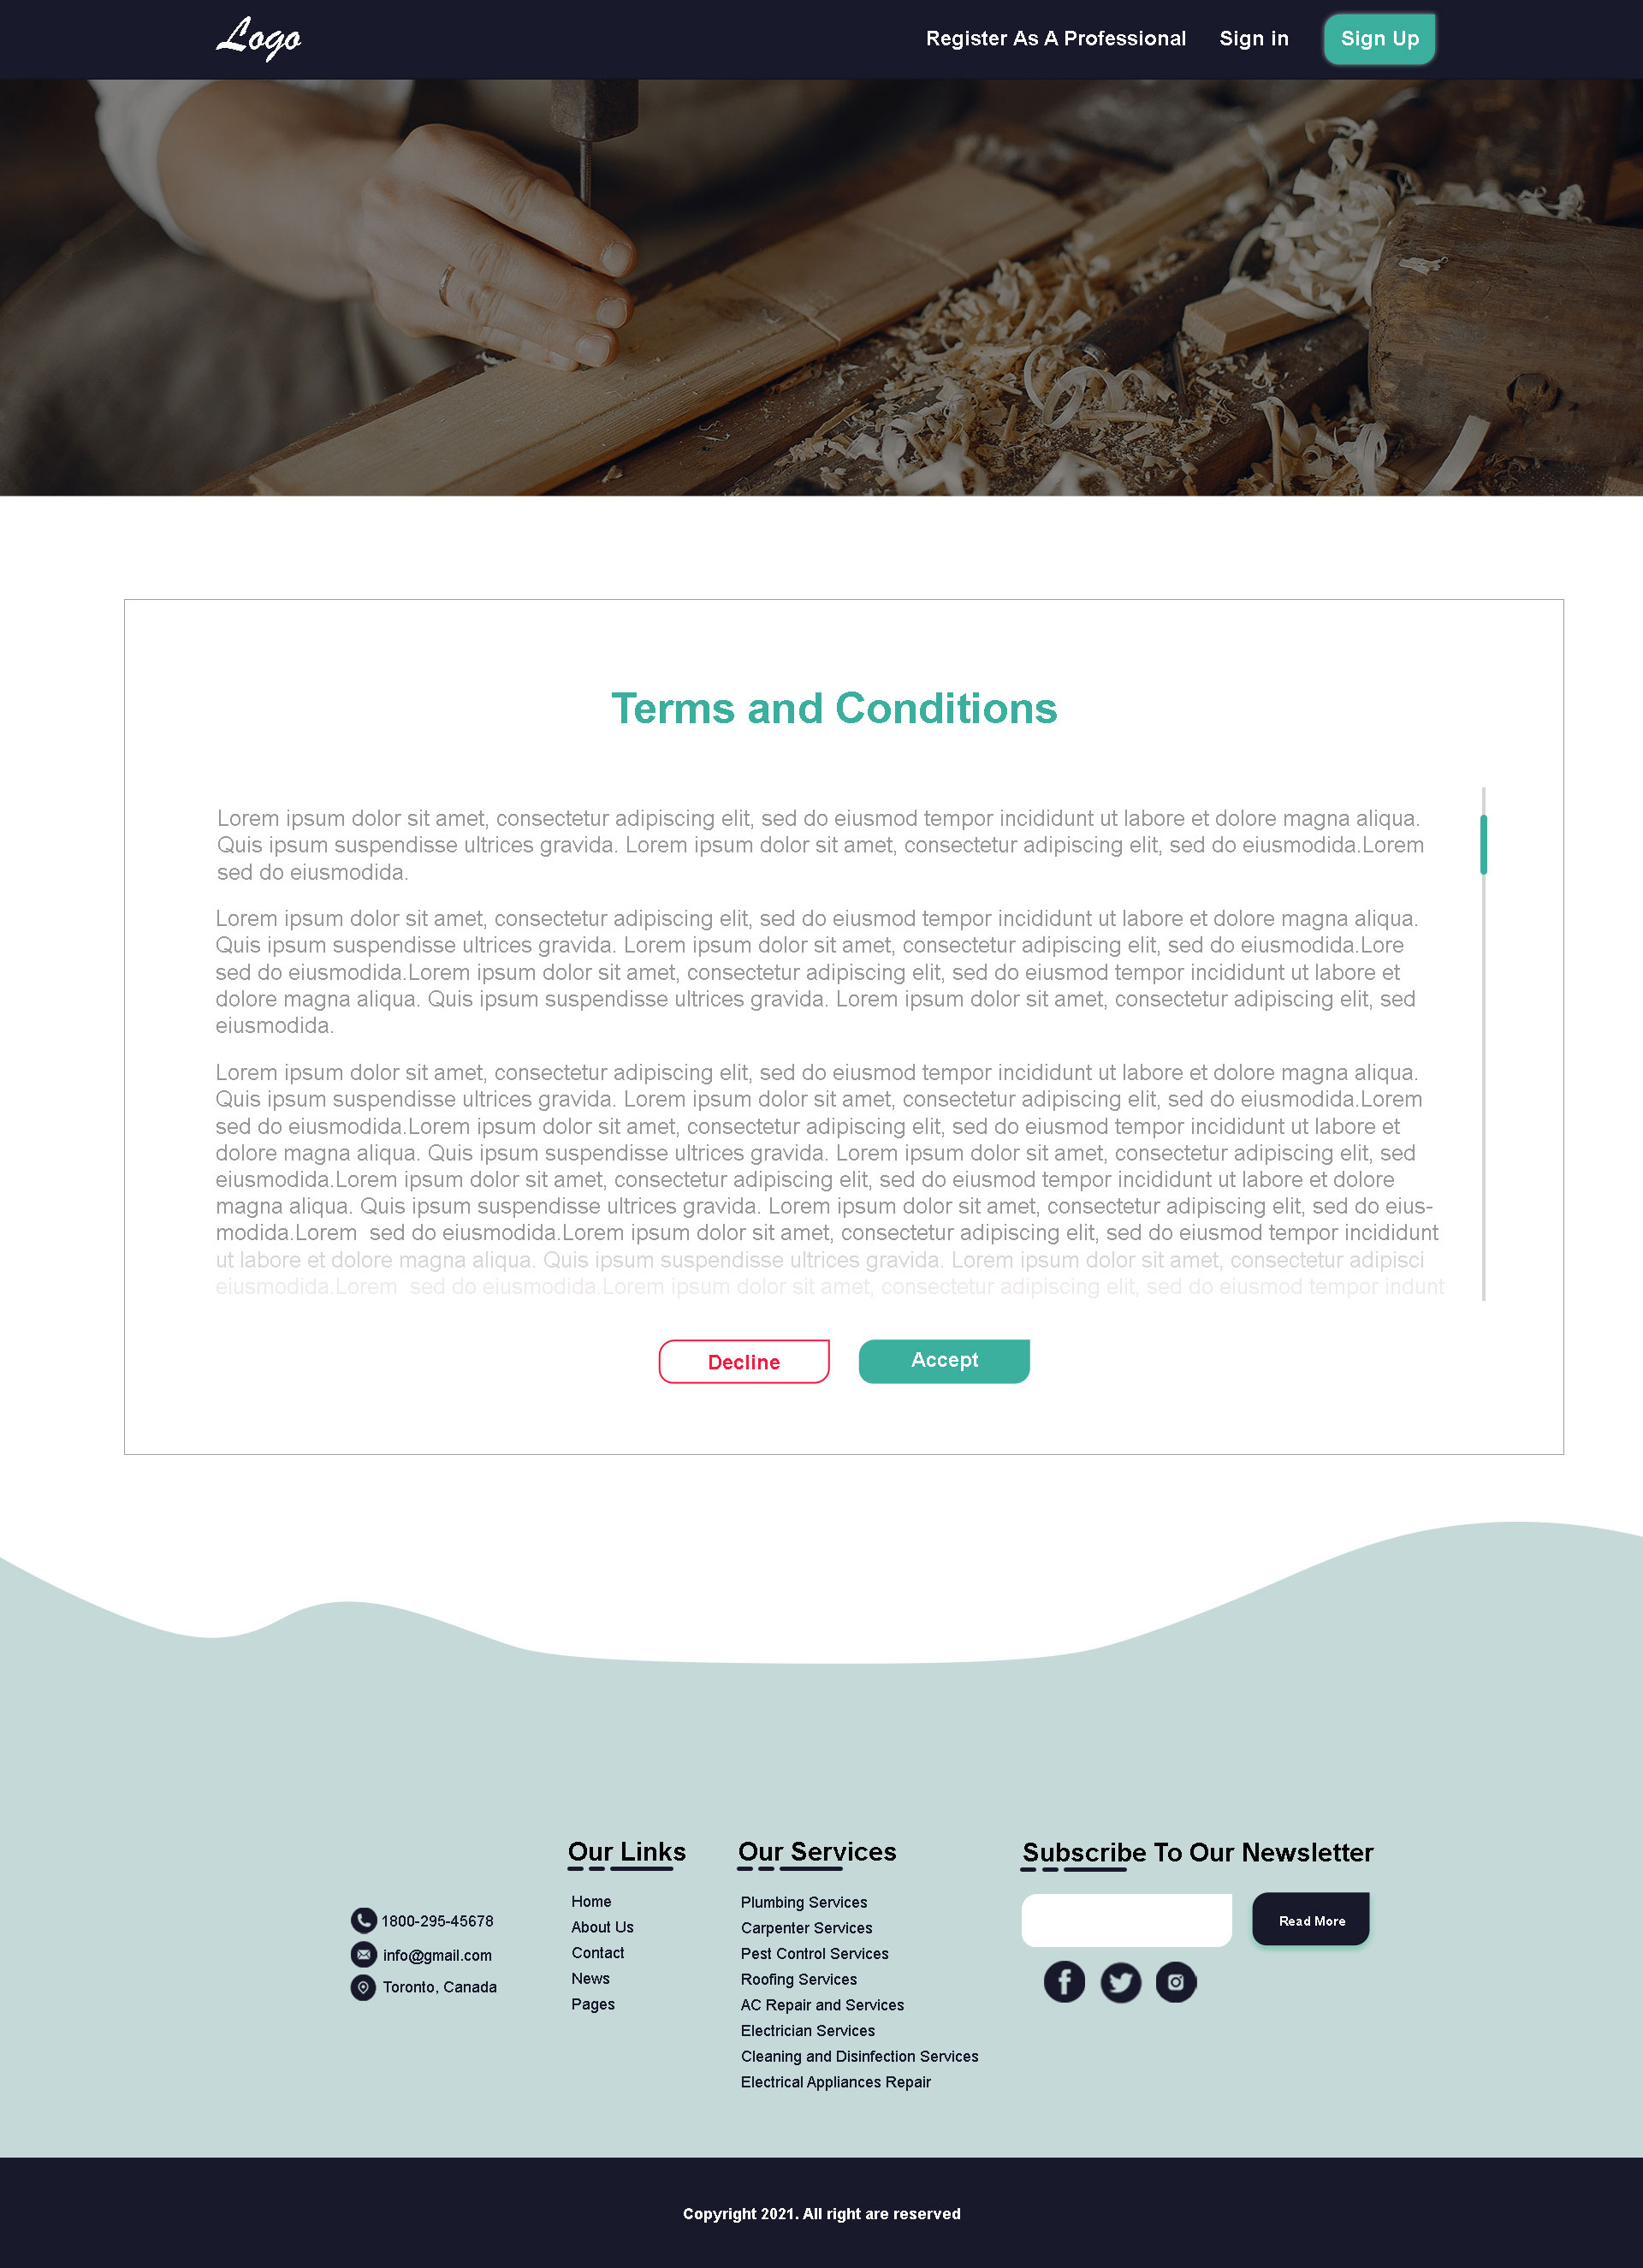 Logo
Register As A Professional
Sign in
Sign Up
Terms and Conditions
Lorem ipsum dolor sit amet, consectetur adipiscing elit, sed do eiusmod tempor incididunt ut labore et dolore magna aliqua.
Quis ipsum suspendisse ultrices gravida. Lorem ipsum dolor sit amet, consectetur adipiscing elit, sed do eiusmodida.Lorem
sed do eiusmodida.
Lorem ipsum dolor sit amet, consectetur adipiscing elit, sed do eiusmod tempor incididunt ut labore et dolore magna aliqua.
Quis ipsum suspendisse ultrices gravida. Lorem ipsum dolor sit amet, consectetur adipiscing elit, sed do eiusmodida.Lore
sed do eiusmodida.Lorem ipsum dolor sit amet, consectetur adipiscing elit, sed do eiusmod tempor incididunt ut labore et
dolore magna aliqua. Quis ipsum suspendisse ultrices gravida. Lorem ipsum dolor sit amet, consectetur adipiscing elit, sed
eiusmodida.
Lorem ipsum dolor sit amet, consectetur adipiscing elit, sed do eiusmod tempor incididunt ut labore et dolore magna aliqua.
Quis ipsum suspendisse ultrices gravida. Lorem ipsum dolor sit amet, consectetur adipiscing elit, sed do eiusmodida.Lorem
sed do eiusmodida.Lorem ipsum dolor sit amet, consectetur adipiscing elit, sed do eiusmod tempor incididunt ut labore et
dolore magna aliqua. Quis ipsum suspendisse ultrices gravida. Lorem ipsum dolor sit amet, consectetur adipiscing elit, sed
eiusmodida.Lorem ipsum dolor sit amet, consectetur adipiscing elit, sed do eiusmod tempor incididunt ut labore et dolore
magna aliqua. Quis ipsum suspendisse ultrices gravida. Lorem ipsum dolor sit amet, consectetur adipiscing elit, sed do eius-
modida.Lorem  sed do eiusmodida.Lorem ipsum dolor sit amet, consectetur adipiscing elit, sed do eiusmod tempor incididunt
ut labore et dolore magna aliqua. Quis ipsum suspendisse ultrices gravida. Lorem ipsum dolor sit amet, consectetur adipisci
eiusmodida.Lorem  sed do eiusmodida.Lorem ipsum dolor sit amet, consectetur adipiscing elit, sed do eiusmod tempor indunt
Decline
Accept
1800-295-45678
info@gmail.com
Toronto, Canada
Our Links
Home
About Us
Contact
News
Pages
Our Services
Plumbing Services
Carpenter Services
Pest Control Services
Roofing Services
AC Repair and Services
Electrician Services
Cleaning and Disinfection Services
Electrical Appliances Repair
Subscribe To Our Newsletter
Read More
Copyright 2021. All right are reserved